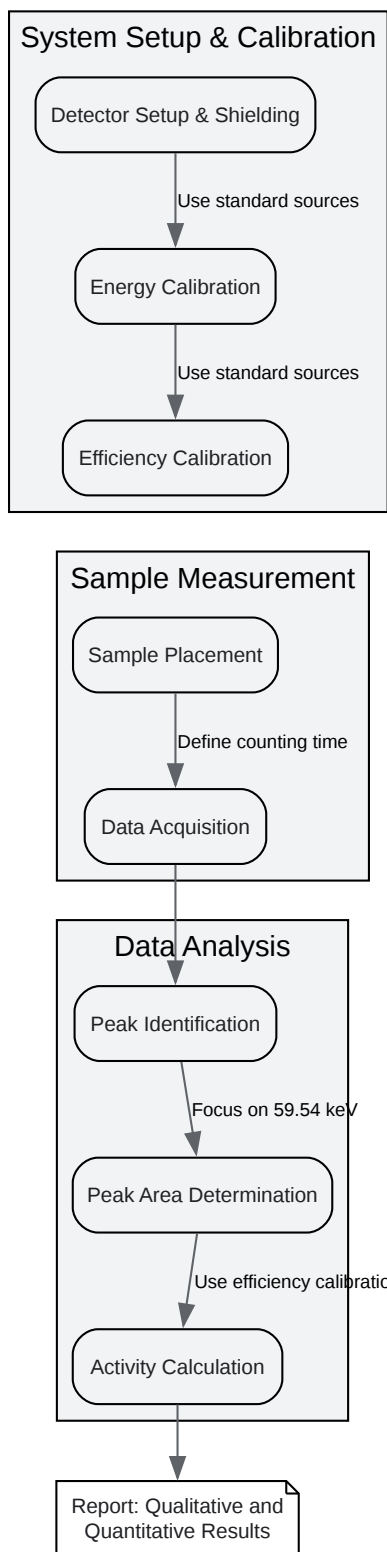 System Setup & Calibration
Detector Setup & Shielding
Use standard sources
Energy Calibration
Use standard sources
Efficiency Calibration
Sample Measurement
Sample Placement
Define counting time
Data Acquisition
Data Analysis
Peak Identification
Focus on 59.54 keV
Peak Area Determination
Use efficiency calibratio
Activity Calculation
Report: Qualitative and
Quantitative Results